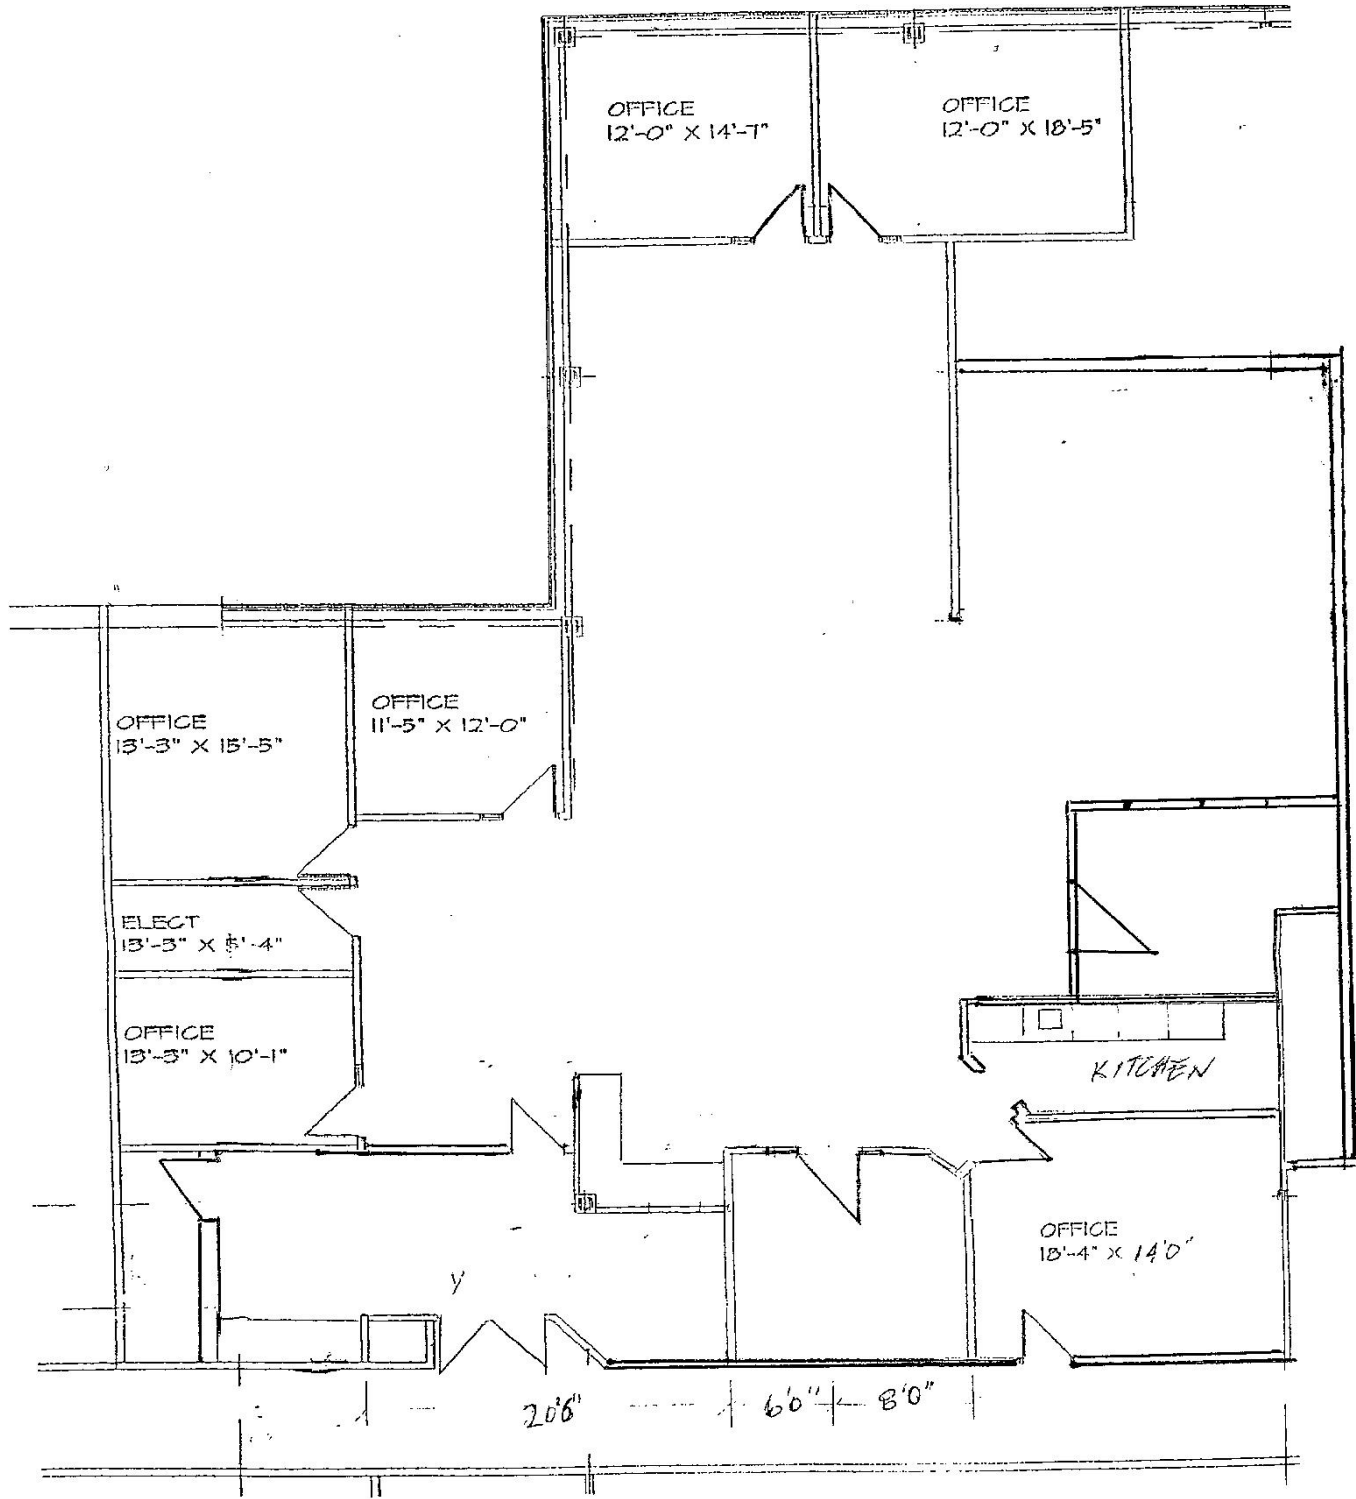 OFFICE
12'-0" X 14'-7"
OFFICE
12'-0" X 18'-5"
OFFICE
13'-3" X 15'-5"
OFFICE
11'-5" X 12'-0"
ELECT
13'-3" X 5'-4"
OFFICE
13'-3" X 10'-1"
KITCHEN
OFFICE
18'-4" X 14'0"
Y
20'6"
6'0"
8'0"